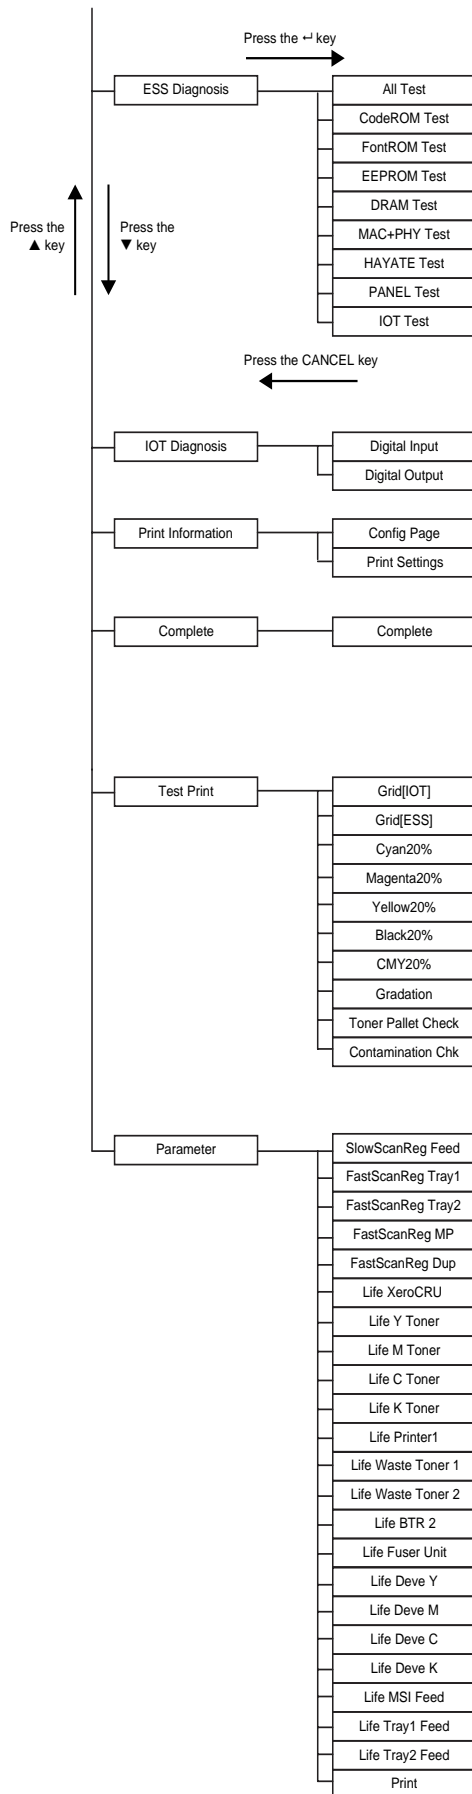 Press the ↵ key
ESS Diagnosis
All Test
CodeROM Test
FontROM Test
EEPROM Test
DRAM Test
MAC+PHY Test
HAYATE Test
PANEL Test
IOT Test
Press the
▲ key
Press the
▼ key
Press the CANCEL key
IOT Diagnosis
Digital Input
Digital Output
Print Information
Config Page
Print Settings
Complete
Complete
Test Print
Grid[IOT]
Grid[ESS]
Cyan20%
Magenta20%
Yellow20%
Black20%
CMY20%
Gradation
Toner Pallet Check
Contamination Chk
Parameter
SlowScanReg Feed
FastScanReg Tray1
FastScanReg Tray2
FastScanReg MP
FastScanReg Dup
Life XeroCRU
Life Y Toner
Life M Toner
Life C Toner
Life K Toner
Life Printer1
Life Waste Toner 1
Life Waste Toner 2
Life BTR 2
Life Fuser Unit
Life Deve Y
Life Deve M
Life Deve C
Life Deve K
Life MSI Feed
Life Tray1 Feed
Life Tray2 Feed
Print